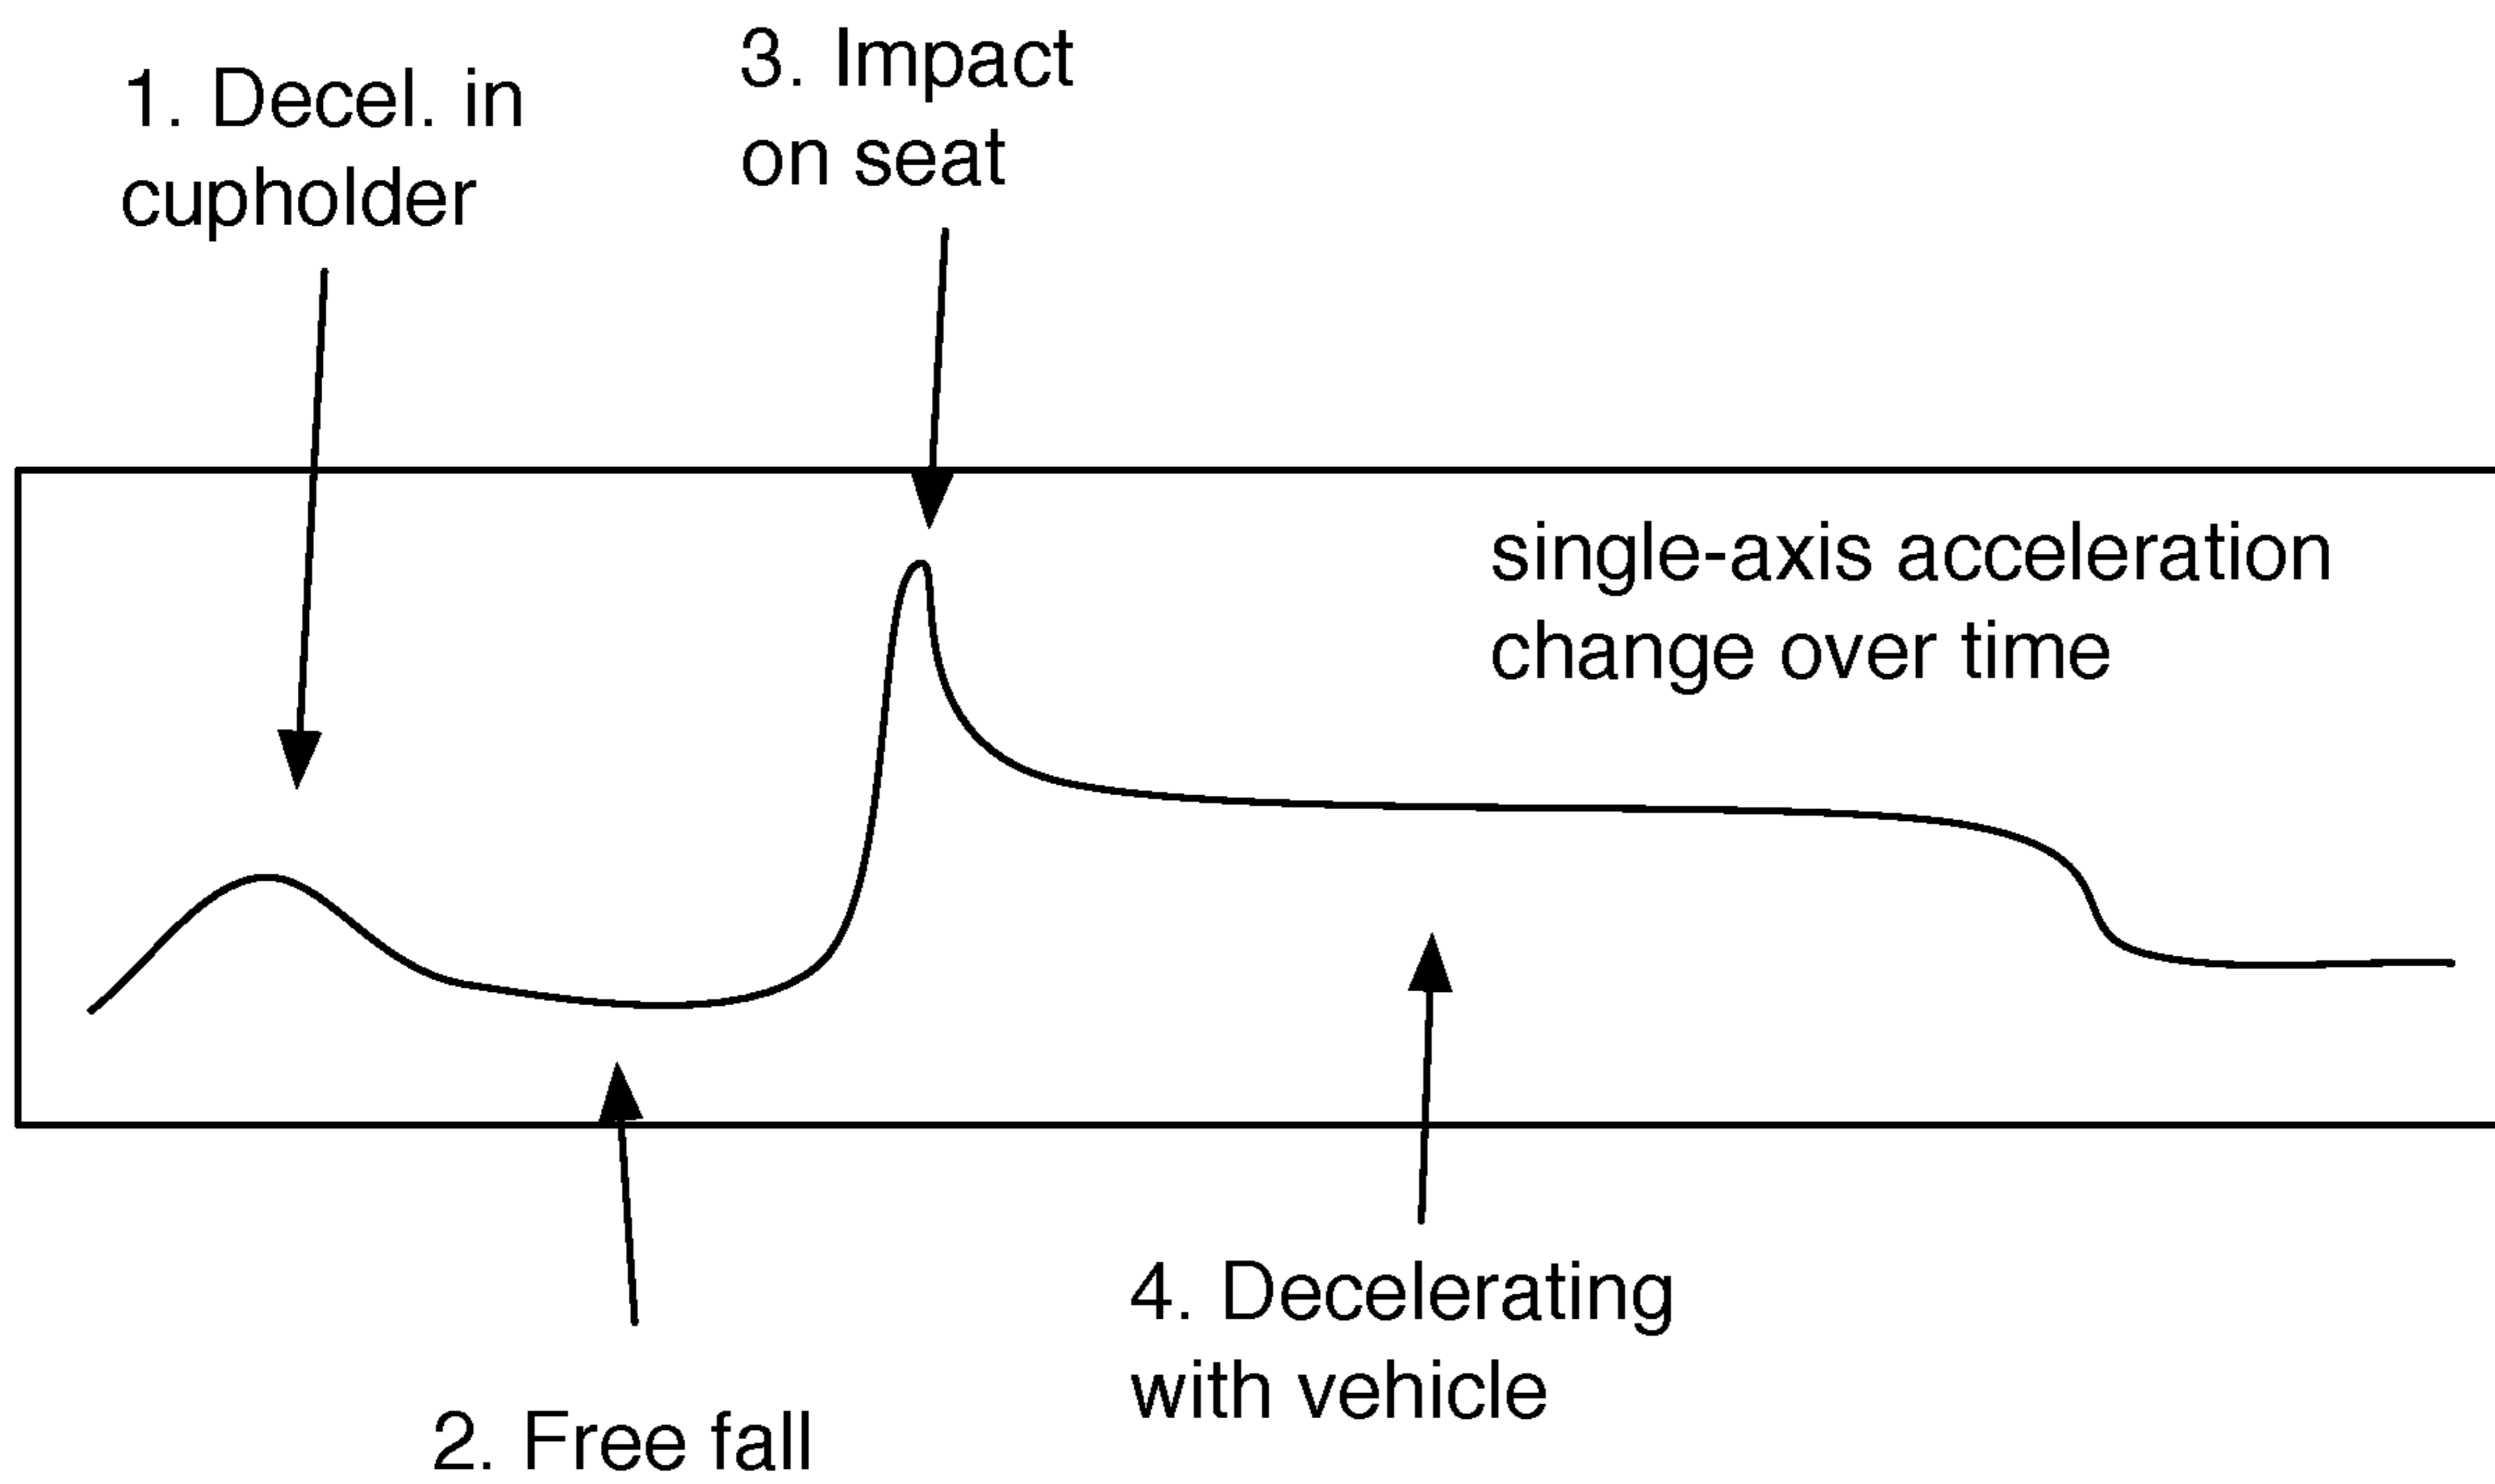 1. Decel. in
cupholder
3. Impact
on seat
single-axis acceleration
change over time
4. Decelerating
with vehicle
2. Free fall